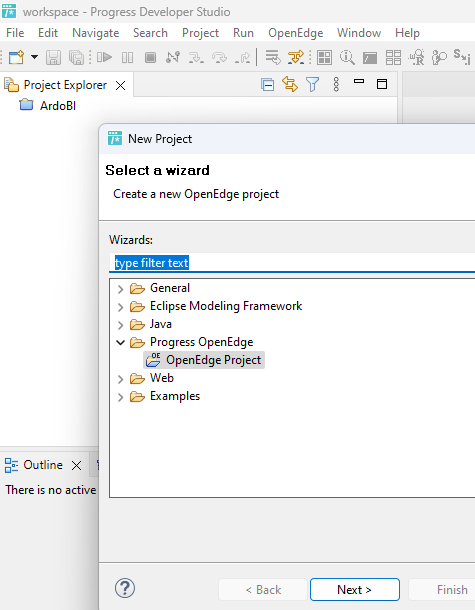 workspace - Progress Developer Studio
File Edit Navigate Search Project Run OpenEdge Window Help
Project Explorer
ArdoBI
New Project
Select a wizard
Create a new OpenEdge project
Wizards:
type filter text
General
Eclipse Modeling Framework
Java
Progress OpenEdge
OE OpenEdge Project
Web
Examples
Outline
There is no active
< Back Next > Finish